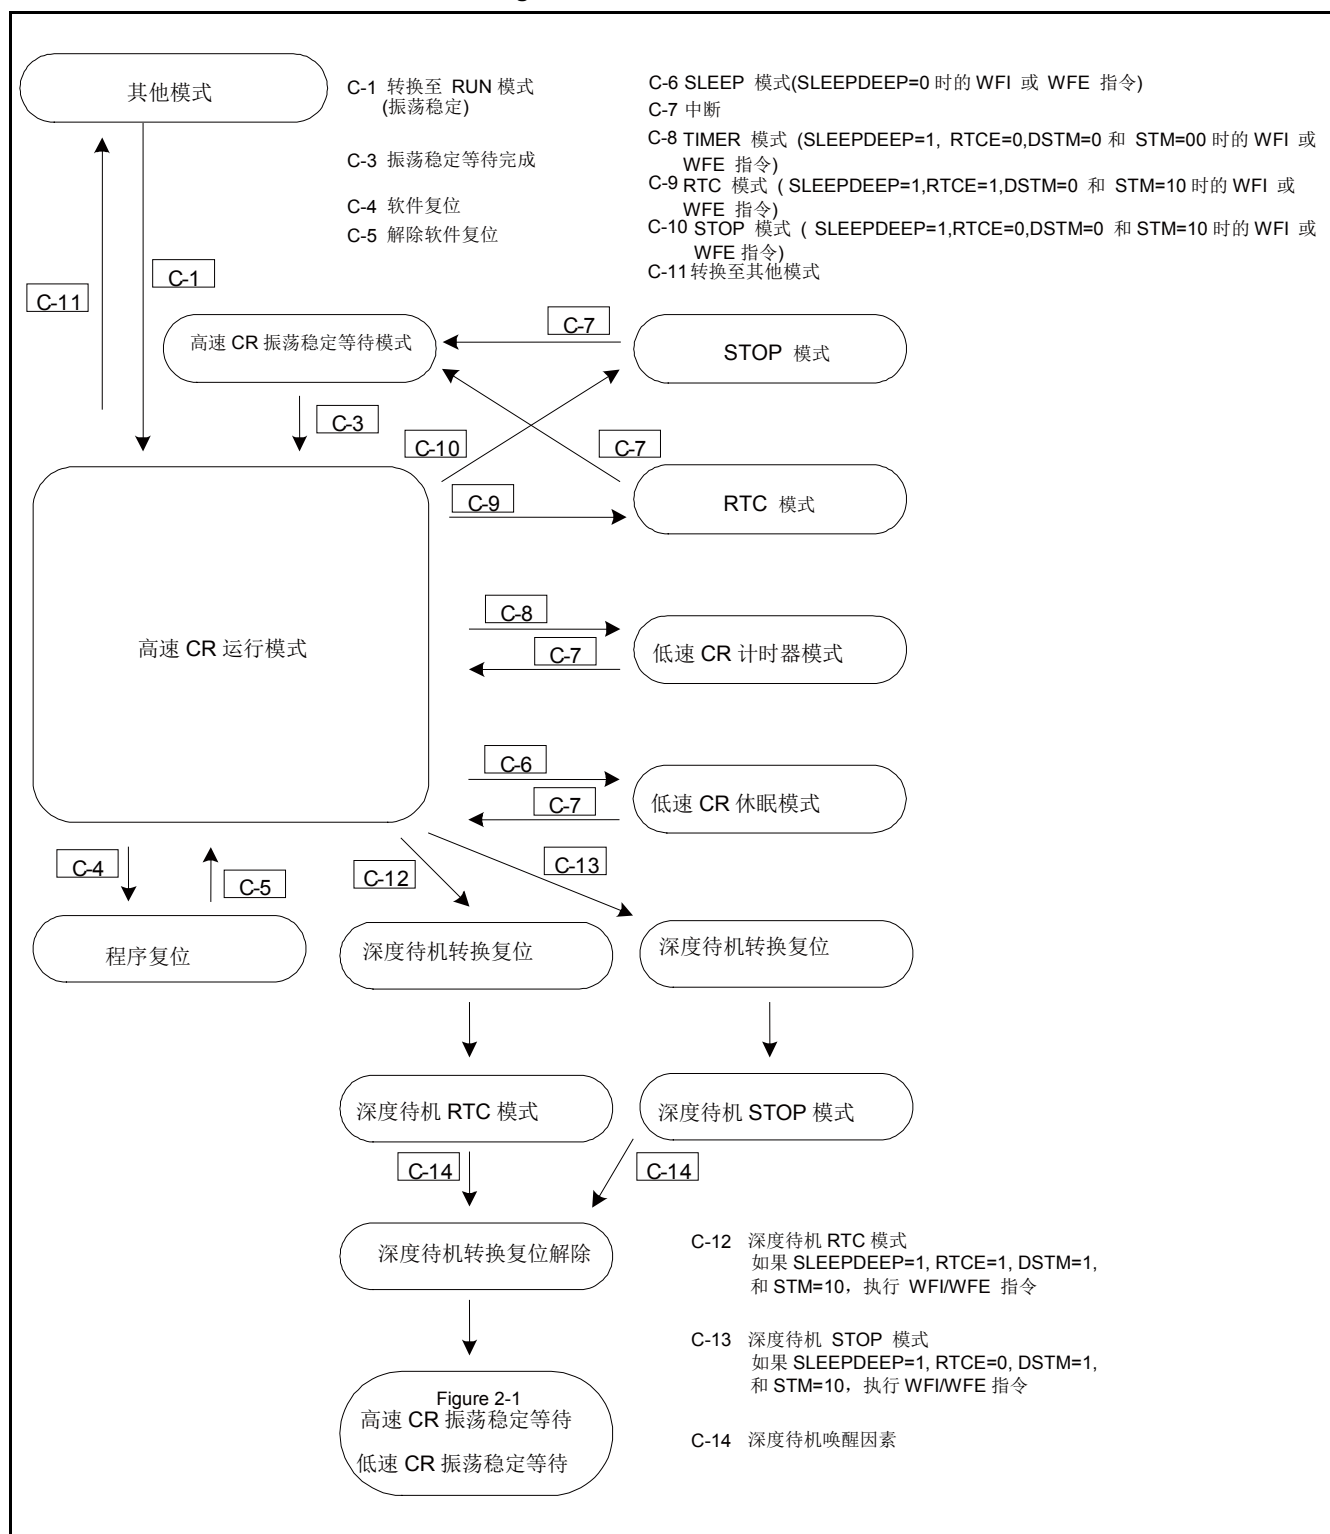 其他模式
C-1 转换至 RUN 模式
(振荡稳定)
C-3 振荡稳定等待完成
C-4 软件复位
C-5 解除软件复位
C-6 SLEEP 模式(SLEEPDEEP=0 时的 WFI 或 WFE 指令)
C-7 中断
C-8 TIMER 模式 (SLEEPDEEP=1, RTCE=0,DSTM=0 和 STM=00 时的 WFI 或
WFE 指令)
C-9 RTC 模式 ( SLEEPDEEP=1,RTCE=1,DSTM=0 和 STM=10 时的 WFI 或
WFE 指令)
C-10 STOP 模式 ( SLEEPDEEP=1,RTCE=0,DSTM=0 和 STM=10 时的 WFI 或
WFE 指令)
C-11 转换至其他模式
C-11
C-1
高速 CR 振荡稳定等待模式
C-7
STOP 模式
C-3
C-10
C-7
C-9
RTC 模式
高速 CR 运行模式
C-8
C-7
低速 CR 计时器模式
C-6
C-7
低速 CR 休眠模式
C-4
C-5
C-12
C-13
程序复位
深度待机转换复位
深度待机转换复位
深度待机 RTC 模式
深度待机 STOP 模式
C-14
C-14
深度待机转换复位解除
C-12 深度待机 RTC 模式
如果 SLEEPDEEP=1, RTCE=1, DSTM=1,
和 STM=10，执行 WFI/WFE 指令
C-13 深度待机 STOP 模式
如果 SLEEPDEEP=1, RTCE=0, DSTM=1,
和 STM=10，执行 WFI/WFE 指令
C-14 深度待机唤醒因素
Figure 2-1
高速 CR 振荡稳定等待
低速 CR 振荡稳定等待